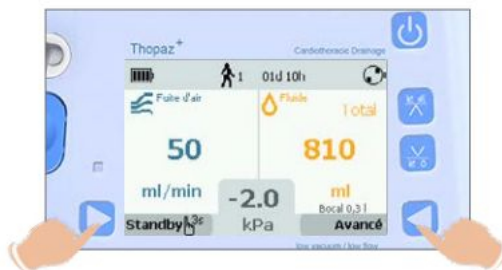 Thopaz+
Cardiothoracic Drainage
1 01d 10h
Fuite d'air
Fluide
Total
50
810
ml/min
ml
-2.0
Bocal 0,3 l
Standby 3s
kPa
Avancé
low vacuum / low flow